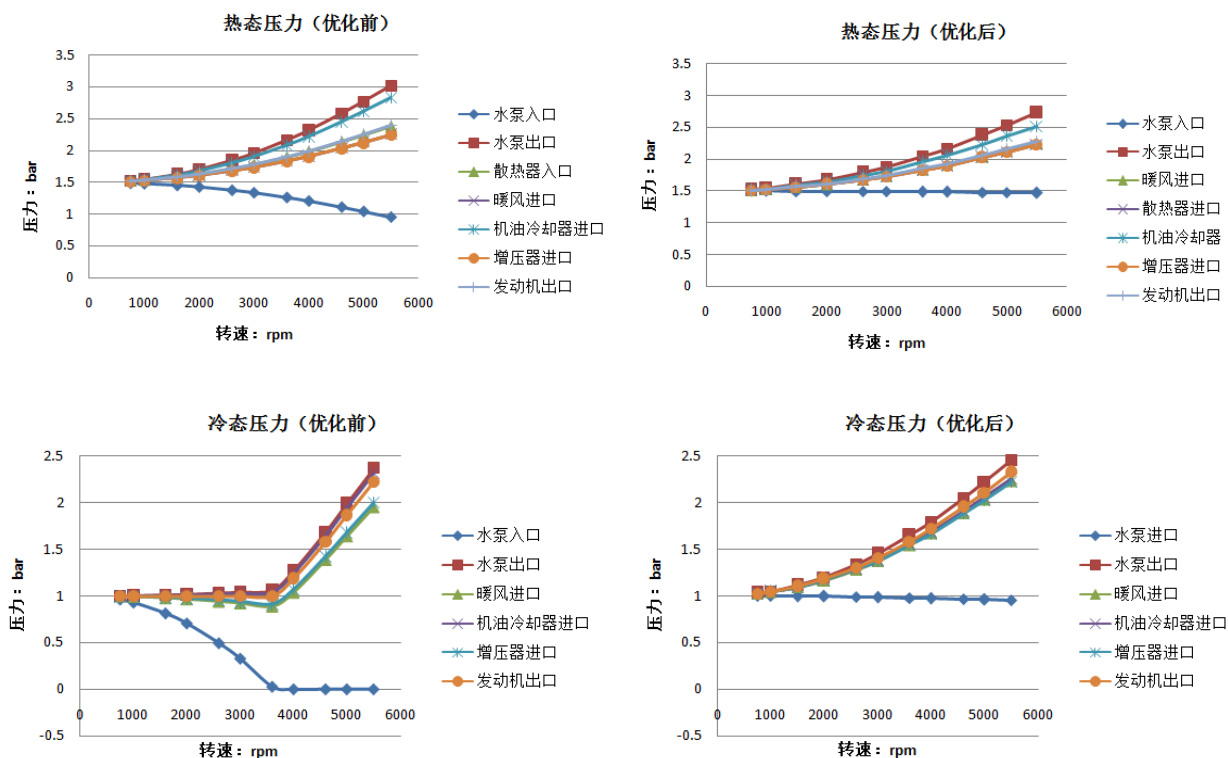 热态压力（优化前）
3.5
3
2.5
2
1.5
1
0.5
0
0 1000 2000 3000 4000 5000 6000
压力：bar
转速：rpm
水泵入口
水泵出口
散热器入口
暖风进口
机油冷却器进口
增压器进口
发动机出口
热态压力（优化后）
3.5
3
2.5
2
1.5
1
0.5
0
0 1000 2000 3000 4000 5000 6000
压力：bar
转速：rpm
水泵入口
水泵出口
暖风进口
散热器进口
机油冷却器
增压器进口
发动机出口
冷态压力（优化前）
2.5
2
1.5
1
0.5
0
-0.5
0 1000 2000 3000 4000 5000 6000
压力：bar
转速：rpm
水泵入口
水泵出口
暖风进口
机油冷却器进口
增压器进口
发动机出口
冷态压力（优化后）
2.5
2
1.5
1
0.5
0
-0.5
0 1000 2000 3000 4000 5000 6000
压力：bar
转速：rpm
水泵进口
水泵出口
暖风进口
机油冷却器进口
增压器进口
发动机出口